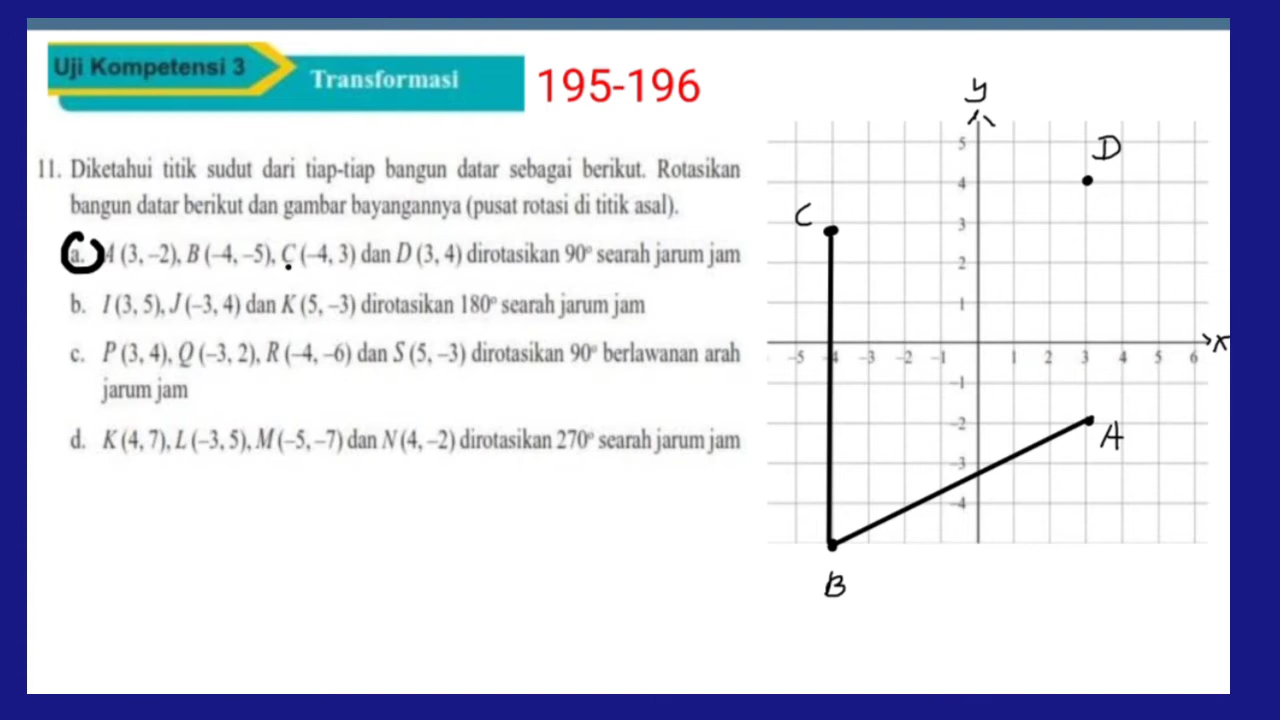 Uji Kompetensi 3
Transformasi
195-196
11. Diketahui titik sudut dari tiap-tiap bangun datar sebagai berikut. Rotasikan
bangun datar berikut dan gambar bayangannya (pusat rotasi di titik asal).
a. A (3, –2), B (–4, –5), C (–4, 3) dan D (3, 4) dirotasikan 90º searah jarum jam
b. I (3, 5), J (–3, 4) dan K (5, –3) dirotasikan 180º searah jarum jam
c. P (3, 4), Q (–3, 2), R (–4, –6) dan S (5, –3) dirotasikan 90º berlawanan arah
jarum jam
d. K (4, 7), L (–3, 5), M (–5, –7) dan N (4, –2) dirotasikan 270º searah jarum jam
y
5
D
4
C
3
2
1
x
–5 –4 –3 –2 –1 1 2 3 4 5 6
–1
–2
A
–3
–4
B